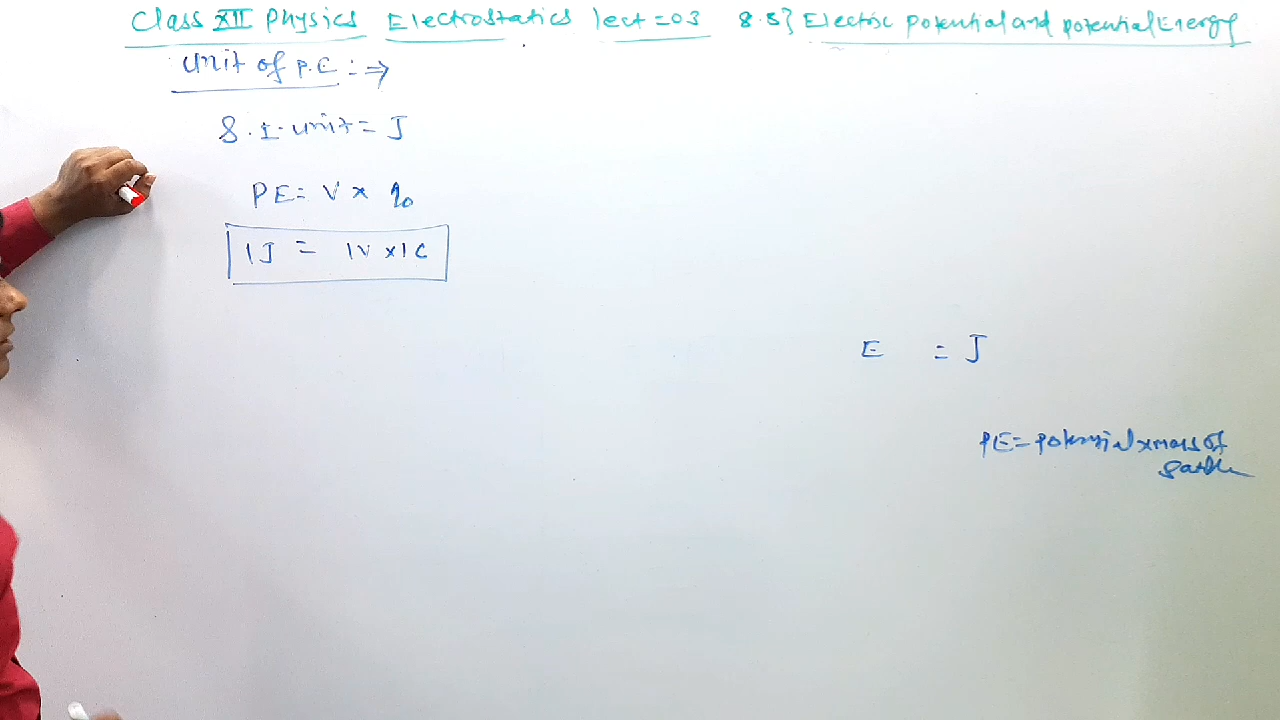 Class XII Physics Electrostatics lect = 03 8.5} Electric potential and potential Energy
Unit of P.E :- ⇒
S.I. unit = J
PE = V × q₀
1J = 1V × 1C
E = J
PE = potential × mass of